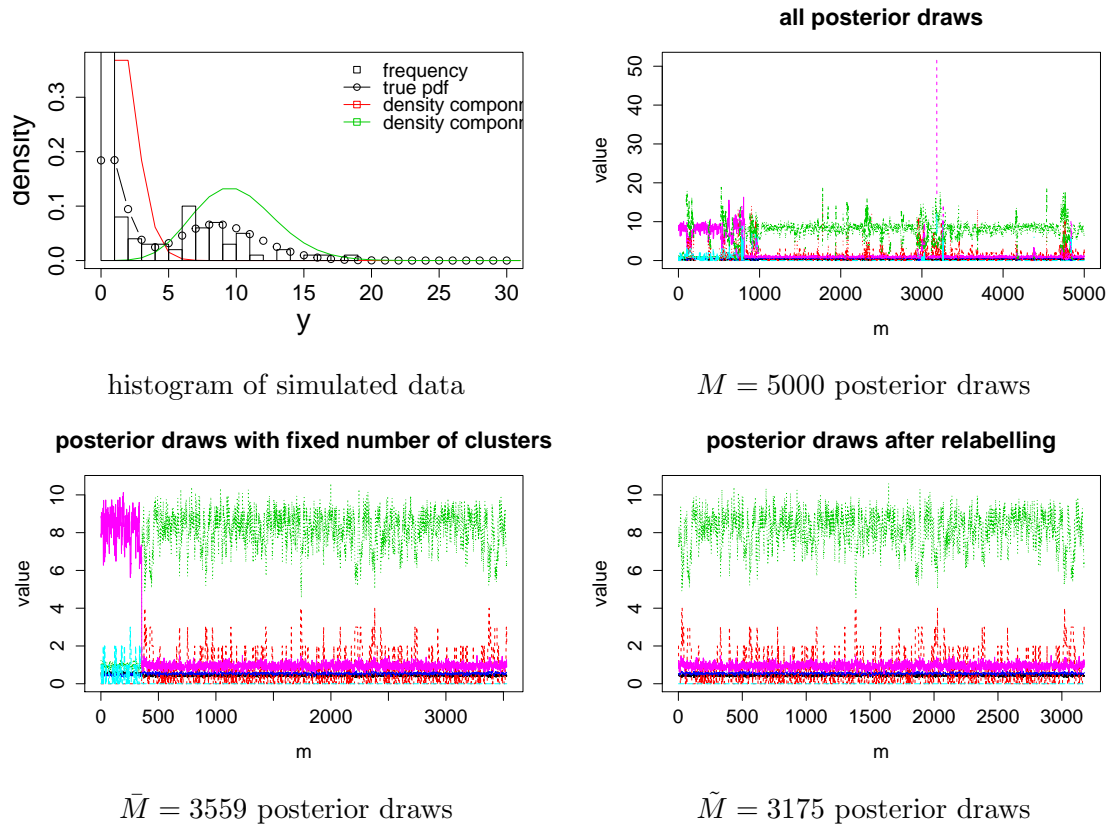 all posterior draws
density
0.0
0.1
0.2
0.3
frequency
true pdf
density componr
density componr
0
5
10
15
20
25
30
y
histogram of simulated data
value
0
10
20
30
40
50
0
1000
2000
3000
4000
5000
m
M = 5000 posterior draws
posterior draws with fixed number of clusters
value
0
2
4
6
8
10
0
500
1000
2000
3000
m
M̄ = 3559 posterior draws
posterior draws after relabelling
value
0
2
4
6
8
10
0
500
1000
1500
2000
2500
3000
m
M̃ = 3175 posterior draws